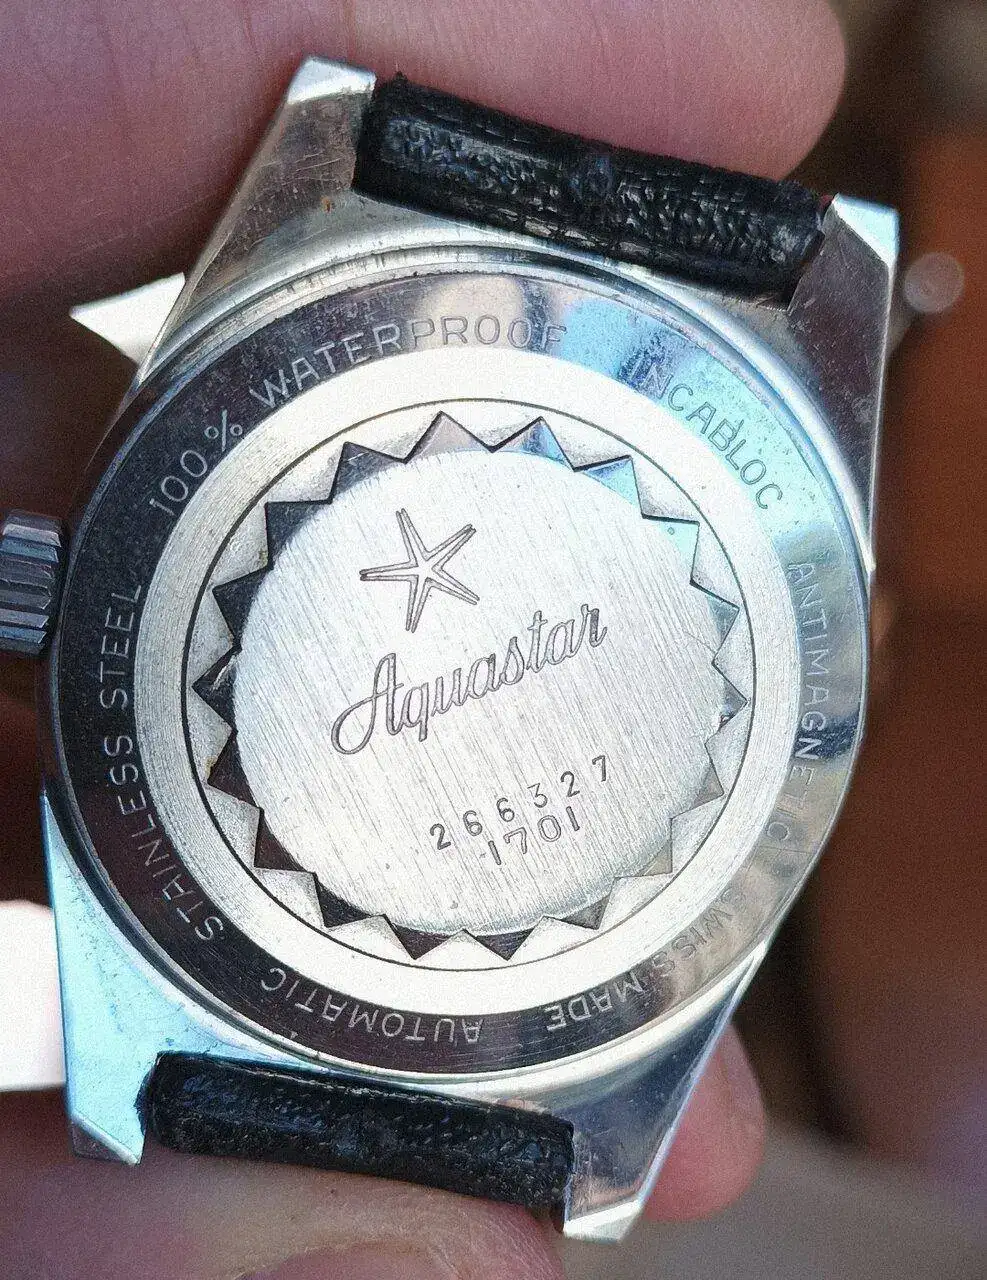 100% WATERPROOF
INCABLOC
ANTIMAGNETIC
SWISS MADE
AUTOMATIC
STAINLESS STEEL
Aquastar
266327
1701